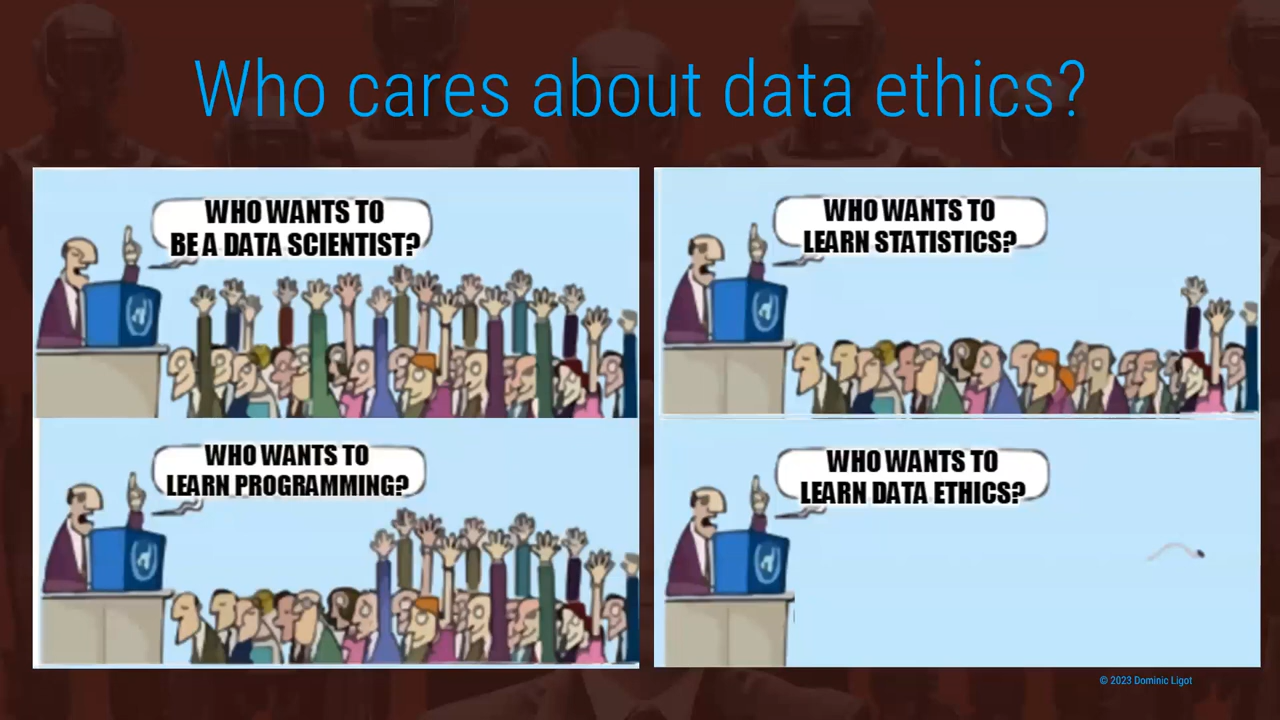 Who cares about data ethics?
WHO WANTS TO
BE A DATA SCIENTIST?
WHO WANTS TO
LEARN STATISTICS?
WHO WANTS TO
LEARN PROGRAMMING?
WHO WANTS TO
LEARN DATA ETHICS?
© 2023 Dominic Ligot